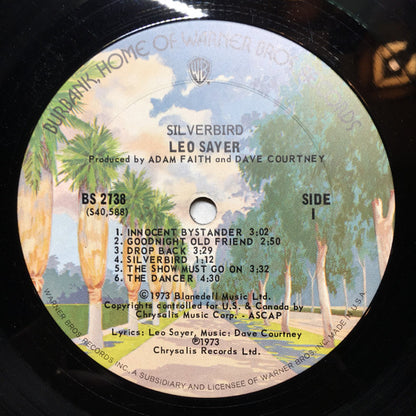 BURBANK, HOME OF WARNER BROS. RECORDS
WB
SILVERBIRD
LEO SAYER
Produced by ADAM FAITH and DAVE COURTNEY
BS 2738
(S40,588)
SIDE
I
1. INNOCENT BYSTANDER 3:02
2. GOODNIGHT OLD FRIEND 2:50
3. DROP BACK 3:29
4. SILVERBIRD 1:12
5. THE SHOW MUST GO ON 3:32
6. THE DANCER 4:30
©1973 Blanedell Music Ltd.
Copyrights controlled for U.S. & Canada by
Chrysalis Music Corp. - ASCAP
Lyrics: Leo Sayer, Music: Dave Courtney
℗1973
Chrysalis Records Ltd.
WARNER BROS. RECORDS INC., A SUBSIDIARY AND LICENSEE OF WARNER BROS. INC. MADE IN U.S.A.